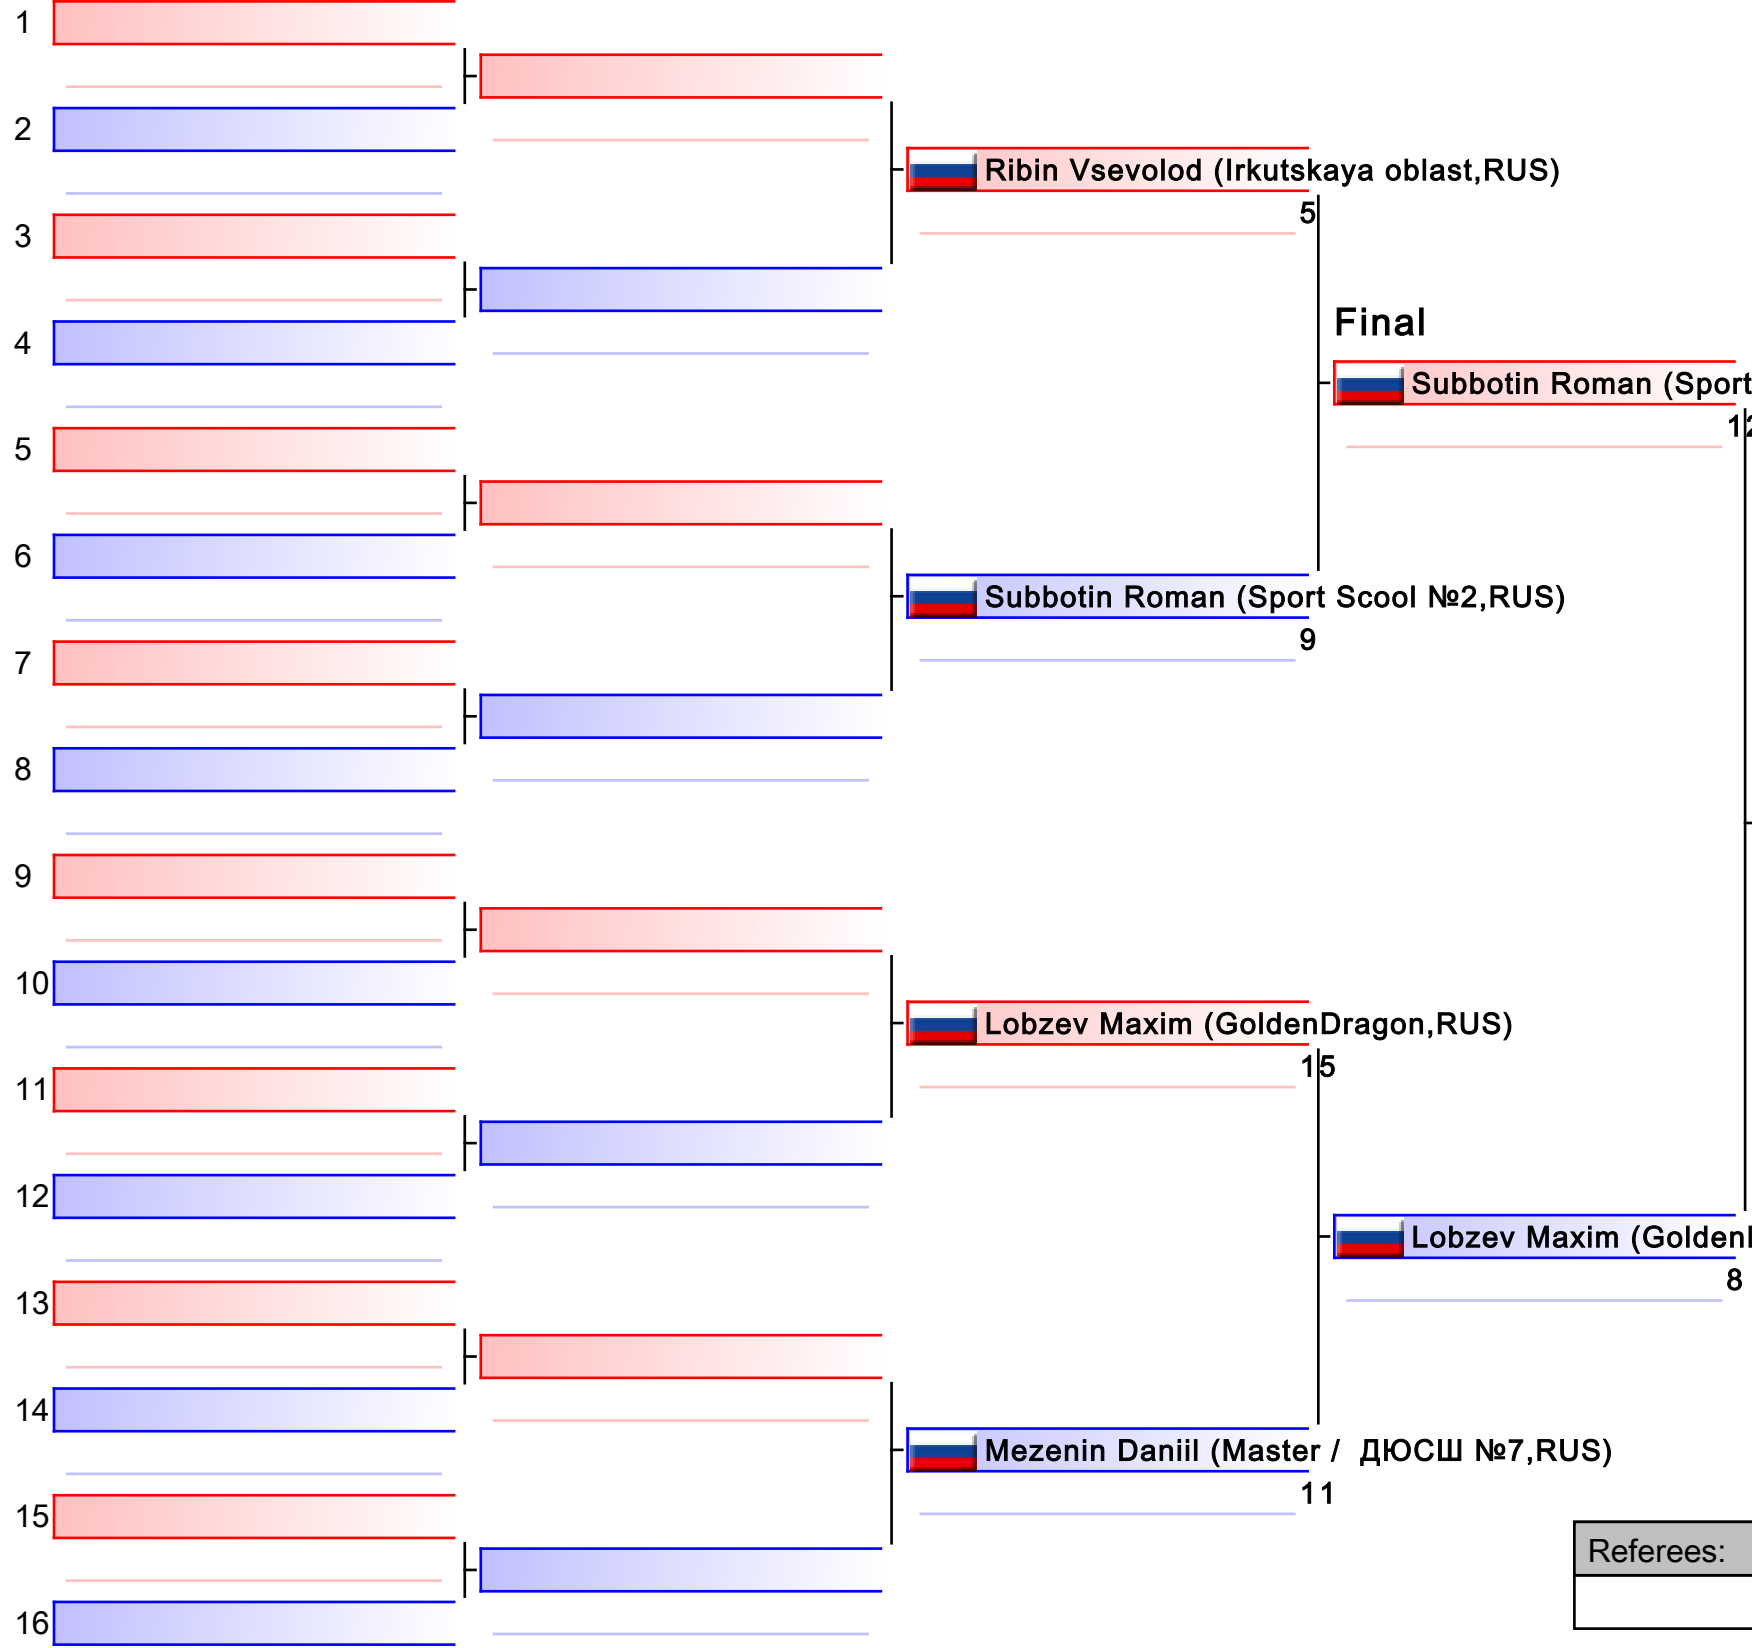 1
2
Ribin Vsevolod (Irkutskaya oblast,RUS)
5
3
Final
4
Subbotin Roman (Sport
12
5
6
Subbotin Roman (Sport Scool №2,RUS)
9
7
8
9
10
Lobzev Maxim (GoldenDragon,RUS)
15
11
12
Lobzev Maxim (Golden
8
13
14
Mezenin Daniil (Master / ДЮСШ №7,RUS)
11
15
Referees:
16